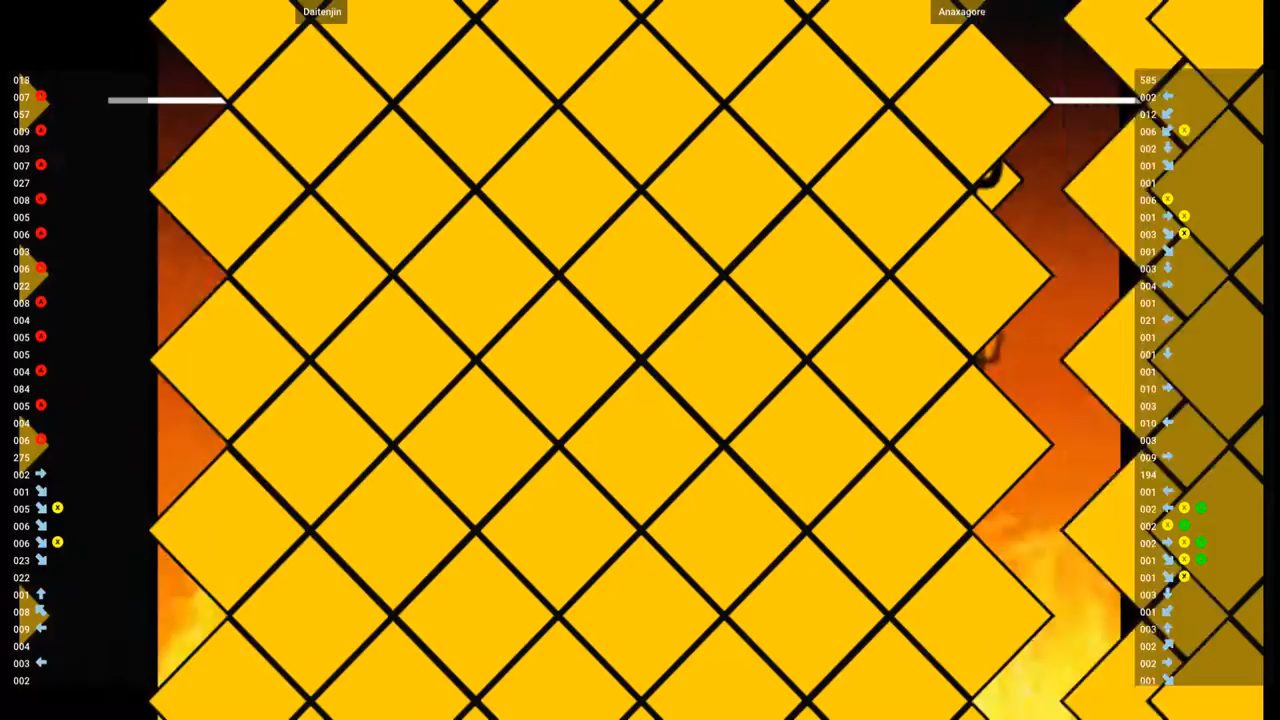 Daitenjin
Anaxagore
018
007 A
057
009 A
003
007 A
027
008 A
005
006 A
003
006 A
022
008 A
004
005 A
005
004 A
084
005 A
004
006 A
275
002
001
005 X
006
006 X
023
022
001
008
009
004
003
002
585
002
012
006 X
002
001
001
006 X
001 X
003 X
001
003
004
001
021
001
001
001
010
003
010
003
009
194
001
002 X
002 X
002 X
001 X
001 X
003
001
003
002
002
001